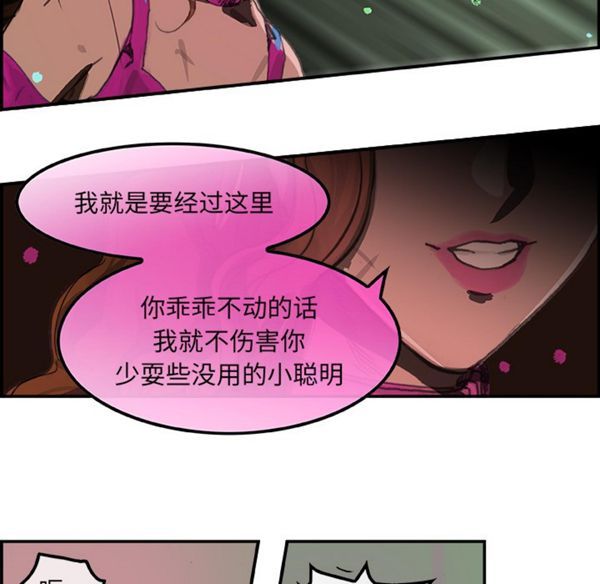 我就是要经过这里
你乖乖不动的话
我就不伤害你
少耍些没用的小聪明